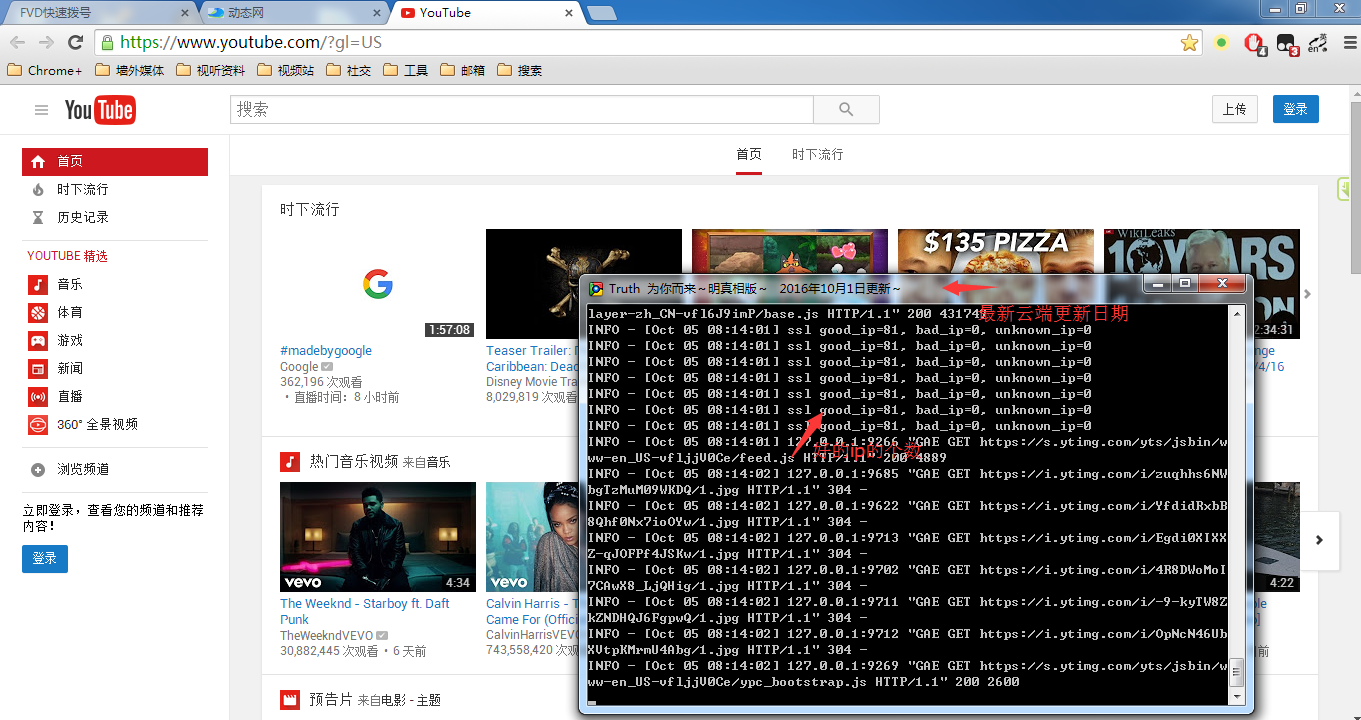 FVD快速拨号
动态网
YouTube
https://www.youtube.com/?gl=US
4
3
英
en
Chrome+
墙外媒体
视听资料
视频站
社交
工具
邮箱
搜索
YouTube
搜索
上传
登录
首页
时下流行
历史记录
YOUTUBE 精选
音乐
体育
游戏
新闻
直播
360° 全景视频
浏览频道
立即登录，查看您的频道和推荐
内容！
登录
首页
时下流行
时下流行
1:57:08
#madebygoogle
Google
362,196 次观看
• 直播时间：8 小时前
Teaser Trailer:
Caribbean: Dead
Disney Movie Tra
8,029,819 次观看
$135 PIZZA
WikiLeaks
10 YEARS
2:34:31
nge
/4/16
热门音乐视频 来自音乐
vevo
4:34
The Weeknd - Starboy ft. Daft
Punk
TheWeekndVEVO
30,882,445 次观看 • 6 天前
vevo
Calvin Harris - T
Came For (Offici
CalvinHarrisVEVO
743,558,420 次观看
4:22
ple
前
预告片 来自电影 - 主题
Truth 为你而来～明真相版～ 2016年10月1日更新～
最新云端更新日期
layer-zh_CN-vfl6J9imP/base.js HTTP/1.1" 200 43174
INFO - [Oct 05 08:14:01] ssl good_ip=81, bad_ip=0, unknown_ip=0
INFO - [Oct 05 08:14:01] ssl good_ip=81, bad_ip=0, unknown_ip=0
INFO - [Oct 05 08:14:01] ssl good_ip=81, bad_ip=0, unknown_ip=0
INFO - [Oct 05 08:14:01] ssl good_ip=81, bad_ip=0, unknown_ip=0
INFO - [Oct 05 08:14:01] ssl good_ip=81, bad_ip=0, unknown_ip=0
INFO - [Oct 05 08:14:01] ssl good_ip=81, bad_ip=0, unknown_ip=0
INFO - [Oct 05 08:14:01] ssl good_ip=81, bad_ip=0, unknown_ip=0
INFO - [Oct 05 08:14:01] 127.0.0.1:9266 "GAE GET https://s.ytimg.com/yts/jsbin/w
ww-en_US-vfljjV0Ce/feed.js HTTP/1.1" 200 4889
好的ip的个数
INFO - [Oct 05 08:14:02] 127.0.0.1:9685 "GAE GET https://i.ytimg.com/i/zuqhhs6NW
bgTzMuM09WKDQ/1.jpg HTTP/1.1" 304 -
INFO - [Oct 05 08:14:02] 127.0.0.1:9622 "GAE GET https://i.ytimg.com/i/YfdidRxbB
8Qhf0Nx7ioOYw/1.jpg HTTP/1.1" 304 -
INFO - [Oct 05 08:14:02] 127.0.0.1:9713 "GAE GET https://i.ytimg.com/i/Egdi0XIXX
Z-qJOFPf4JSKw/1.jpg HTTP/1.1" 304 -
INFO - [Oct 05 08:14:02] 127.0.0.1:9702 "GAE GET https://i.ytimg.com/i/4R8DWoMoI
7CAwX8_LjQHig/1.jpg HTTP/1.1" 304 -
INFO - [Oct 05 08:14:02] 127.0.0.1:9711 "GAE GET https://i.ytimg.com/i/-9-kyTW8Z
kZNDHQJ6FgpwQ/1.jpg HTTP/1.1" 304 -
INFO - [Oct 05 08:14:02] 127.0.0.1:9712 "GAE GET https://i.ytimg.com/i/OpNcN46Ub
XVtpKMrmU4Abg/1.jpg HTTP/1.1" 304 -
INFO - [Oct 05 08:14:02] 127.0.0.1:9269 "GAE GET https://s.ytimg.com/yts/jsbin/w
ww-en_US-vfljjV0Ce/ypc_bootstrap.js HTTP/1.1" 200 2600